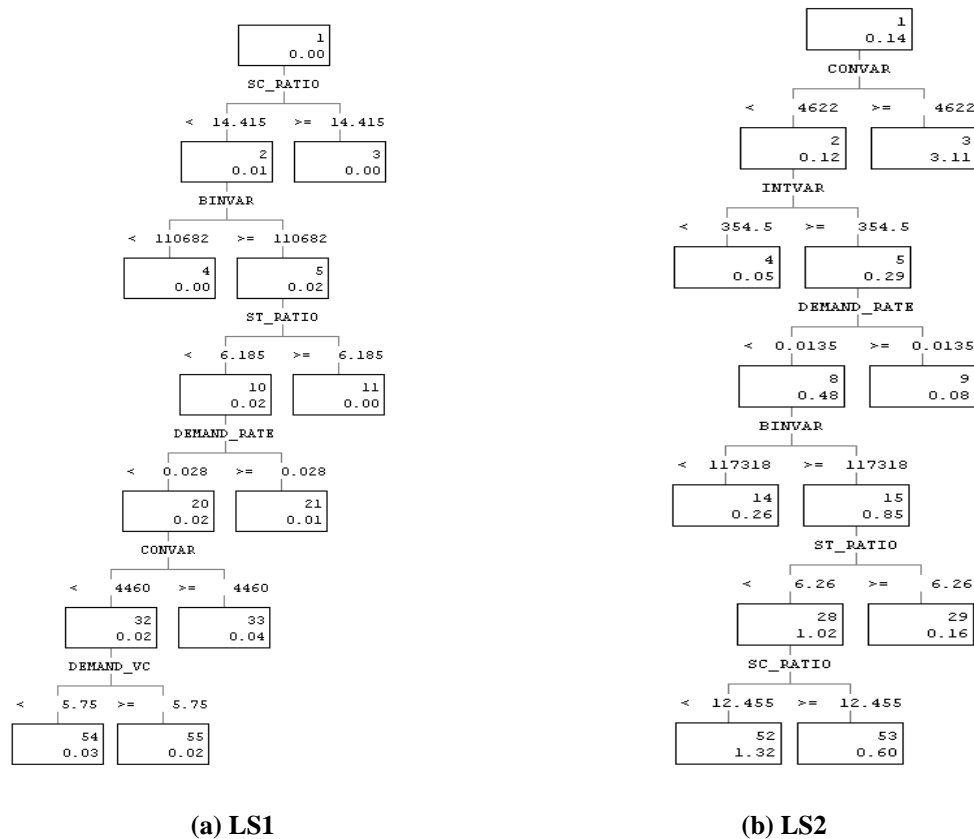 1
0.00
SC_RATIO
< 14.415 >= 14.415
2
0.01
3
0.00
BINVAR
< 110682 >= 110682
4
0.00
5
0.02
ST_RATIO
< 6.185 >= 6.185
10
0.02
11
0.00
DEMAND_RATE
< 0.028 >= 0.028
20
0.02
21
0.01
CONVAR
< 4460 >= 4460
32
0.02
33
0.04
DEMAND_VC
< 5.75 >= 5.75
54
0.03
55
0.02
(a) LS1
1
0.14
CONVAR
< 4622 >= 4622
2
0.12
3
3.11
INTVAR
< 354.5 >= 354.5
4
0.05
5
0.29
DEMAND_RATE
< 0.0135 >= 0.0135
8
0.48
9
0.08
BINVAR
< 117318 >= 117318
14
0.26
15
0.85
ST_RATIO
< 6.26 >= 6.26
28
1.02
29
0.16
SC_RATIO
< 12.455 >= 12.455
52
1.32
53
0.60
(b) LS2